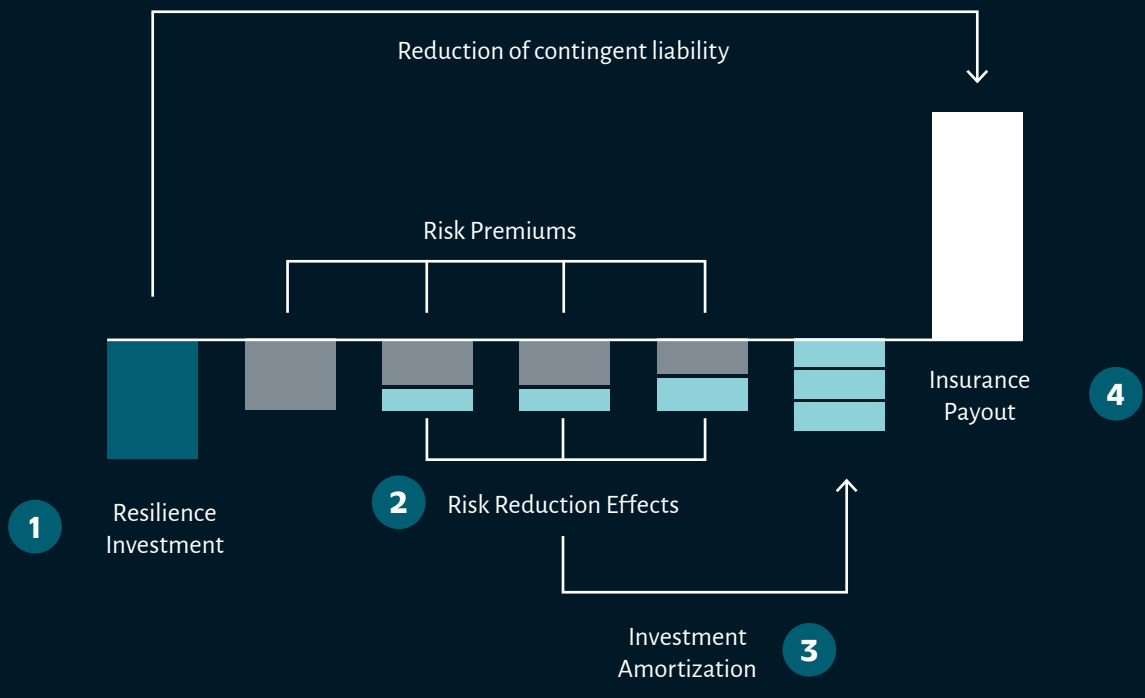 Reduction of contingent liability
Risk Premiums
Insurance
Payout
4
2
Risk Reduction Effects
1
Resilience
Investment
Investment
Amortization
3